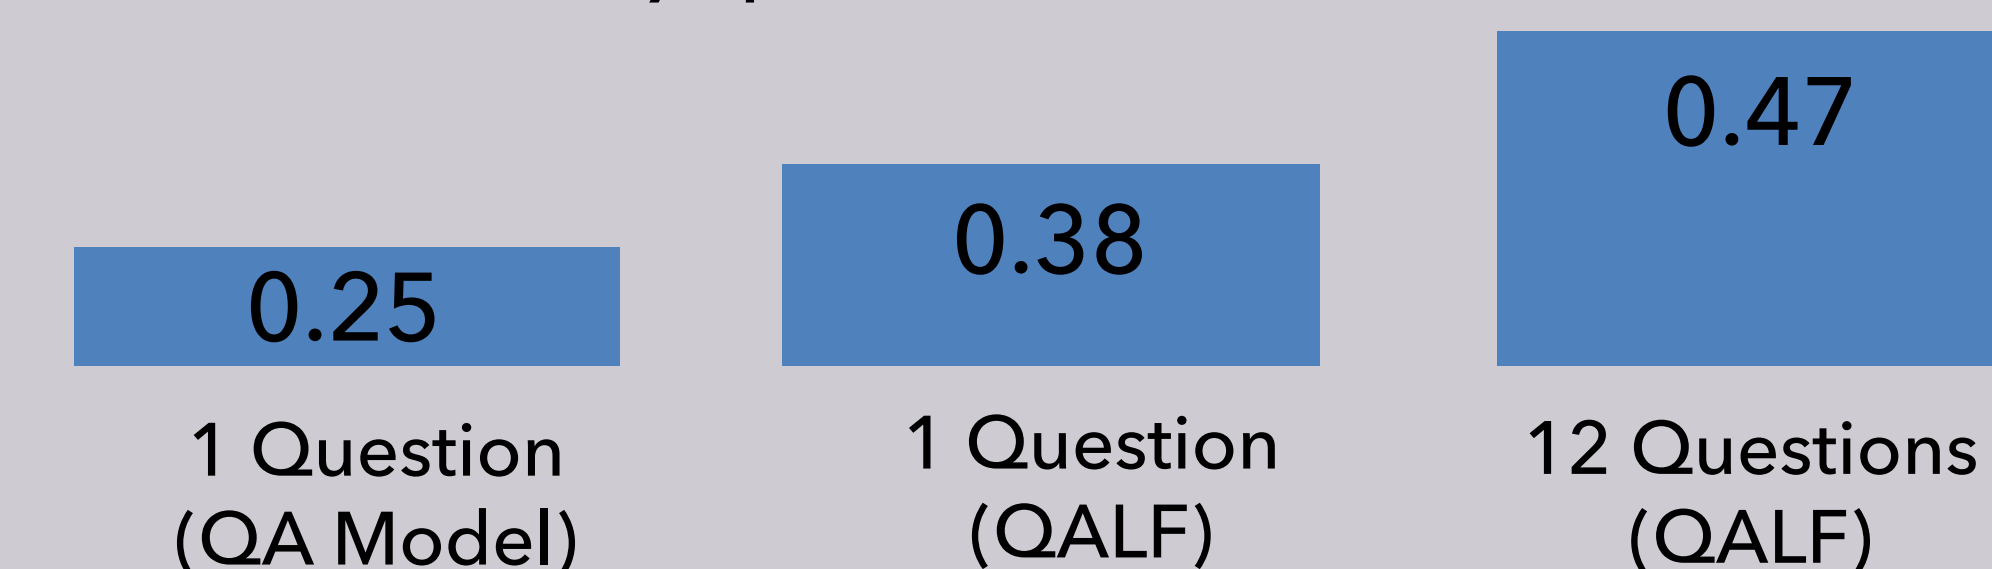 0.47
0.38
0.25
1 Question
(QA Model)
1 Question
(QALF)
12 Questions
(QALF)